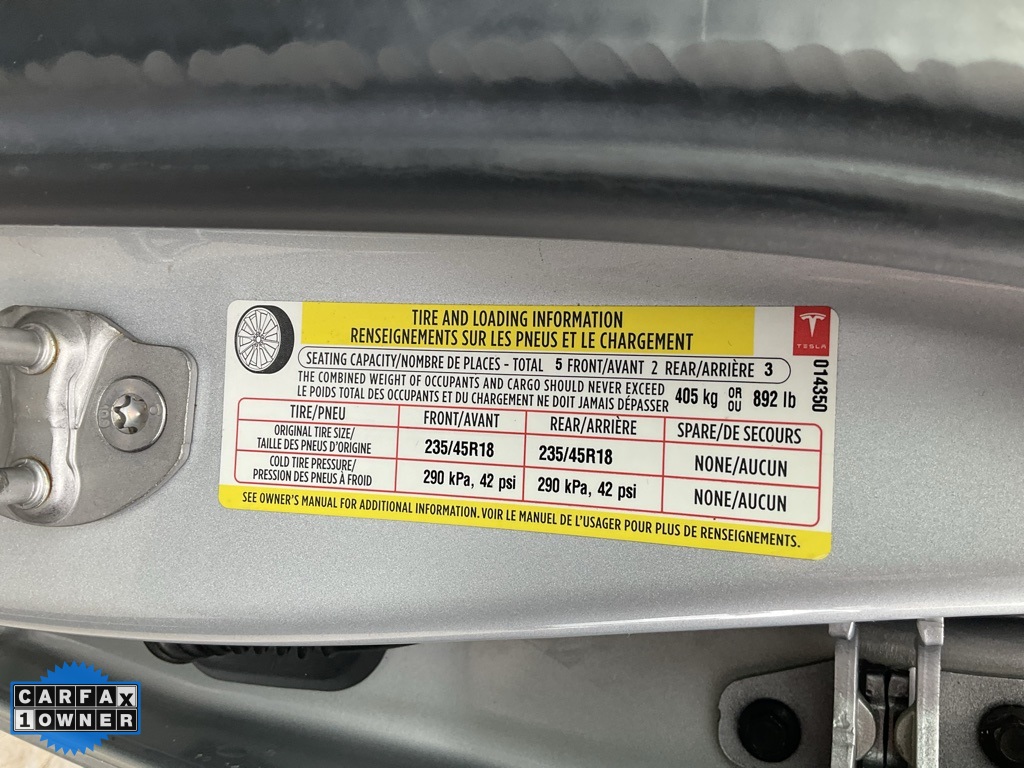 TIRE AND LOADING INFORMATION
RENSEIGNEMENTS SUR LES PNEUS ET LE CHARGEMENT
TESLA
014350
SEATING CAPACITY/NOMBRE DE PLACES - TOTAL 5 FRONT/AVANT 2 REAR/ARRIÈRE 3
THE COMBINED WEIGHT OF OCCUPANTS AND CARGO SHOULD NEVER EXCEED
LE POIDS TOTAL DES OCCUPANTS ET DU CHARGEMENT NE DOIT JAMAIS DÉPASSER
405 kg OR OU 892 lb
TIRE/PNEU FRONT/AVANT REAR/ARRIÈRE SPARE/DE SECOURS
ORIGINAL TIRE SIZE/
TAILLE DES PNEUS D'ORIGINE
235/45R18 235/45R18 NONE/AUCUN
COLD TIRE PRESSURE/
PRESSION DES PNEUS À FROID
290 kPa, 42 psi 290 kPa, 42 psi NONE/AUCUN
SEE OWNER'S MANUAL FOR ADDITIONAL INFORMATION. VOIR LE MANUEL DE L'USAGER POUR PLUS DE RENSEIGNEMENTS.
CARFAX
1 OWNER